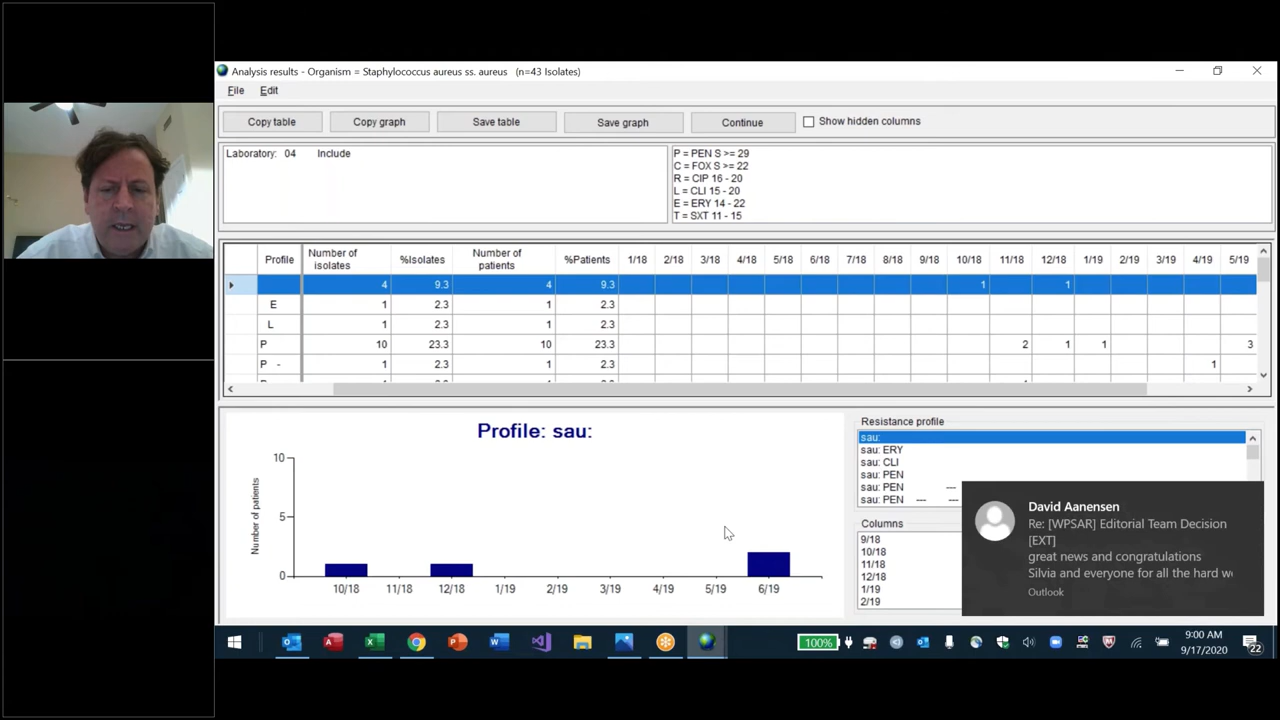 Analysis results - Organism = Staphylococcus aureus ss. aureus (n=43 Isolates)
File Edit
Copy table Copy graph Save table Save graph Continue Show hidden columns
Laboratory: 04 Include
P = PEN S >= 29
C = FOX S >= 22
R = CIP 16 - 20
L = CLI 15 - 20
E = ERY 14 - 22
T = SXT 11 - 15
Profile Number of isolates %Isolates Number of patients %Patients 1/18 2/18 3/18 4/18 5/18 6/18 7/18 8/18 9/18 10/18 11/18 12/18 1/19 2/19 3/19 4/19 5/19
4 9.3 4 9.3 1 1
E 1 2.3 1 2.3
L 1 2.3 1 2.3
P 10 23.3 10 23.3 2 1 1 3
P - 1 2.3 1 2.3 1
Profile: sau:
Number of patients
10
5
0
10/18 11/18 12/18 1/19 2/19 3/19 4/19 5/19 6/19
Resistance profile
sau:
sau: ERY
sau: CLI
sau: PEN
sau: PEN ---
sau: PEN --- ---
Columns
9/18
10/18
11/18
12/18
1/19
2/19
David Aanensen
Re: [WPSAR] Editorial Team Decision
[EXT]
great news and congratulations
Silvia and everyone for all the hard w
Outlook
100%
9:00 AM
9/17/2020
22